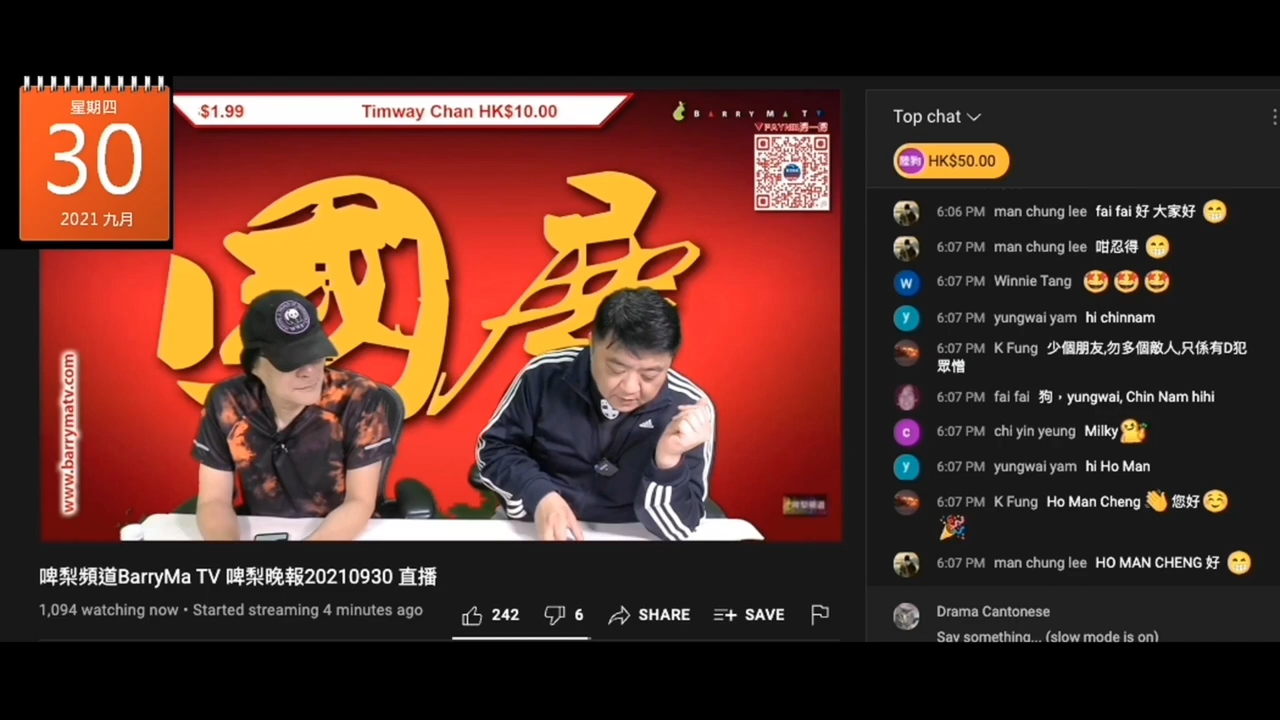 星期四
30
2021 九月
$1.99 Timway Chan HK$10.00
BARRYMATV
國慶
www.barrymatv.com
啤梨頻道BarryMa TV 啤梨晚報20210930 直播
1,094 watching now • Started streaming 4 minutes ago
242
6
SHARE
SAVE
Top chat
HK$50.00
6:06 PM man chung lee fai fai 好 大家好 😁
6:07 PM man chung lee 咁忍得 😁
W
6:07 PM Winnie Tang 🤩🤩🤩
y
6:07 PM yungwai yam hi chinnam
6:07 PM K Fung 少個朋友,勿多個敵人,只係有D犯
眾憎
6:07 PM fai fai 狗，yungwai, Chin Nam hihi
c
6:07 PM chi yin yeung Milky
y
6:07 PM yungwai yam hi Ho Man
6:07 PM K Fung Ho Man Cheng 👋 您好 ☺️
🎉
6:07 PM man chung lee HO MAN CHENG 好 😁
Drama Cantonese
Say something... (slow mode is on)